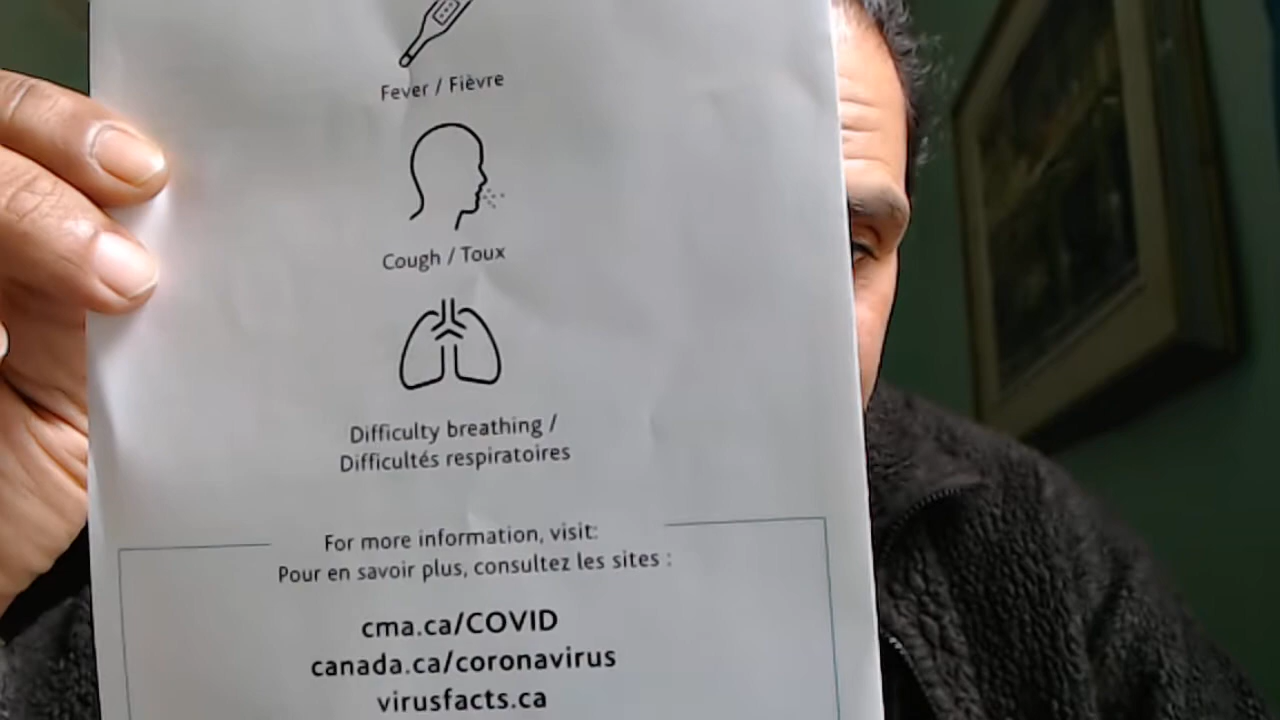 Fever / Fièvre
Cough / Toux
Difficulty breathing /
Difficultés respiratoires
For more information, visit:
Pour en savoir plus, consultez les sites :
cma.ca/COVID
canada.ca/coronavirus
virusfacts.ca